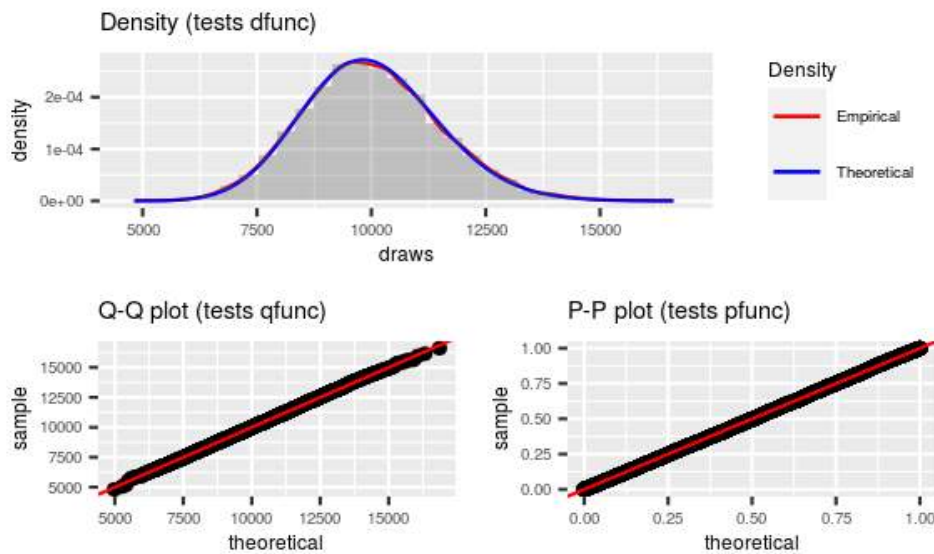 Density (tests dfunc)
density
2e-04
1e-04
0e+00
5000 7500 10000 12500 15000
draws
Density
Empirical
Theoretical
Q-Q plot (tests qfunc)
sample
15000
12500
10000
7500
5000
5000 7500 10000 12500 15000
theoretical
P-P plot (tests pfunc)
sample
1.00
0.75
0.50
0.25
0.00
0.00 0.25 0.50 0.75 1.00
theoretical